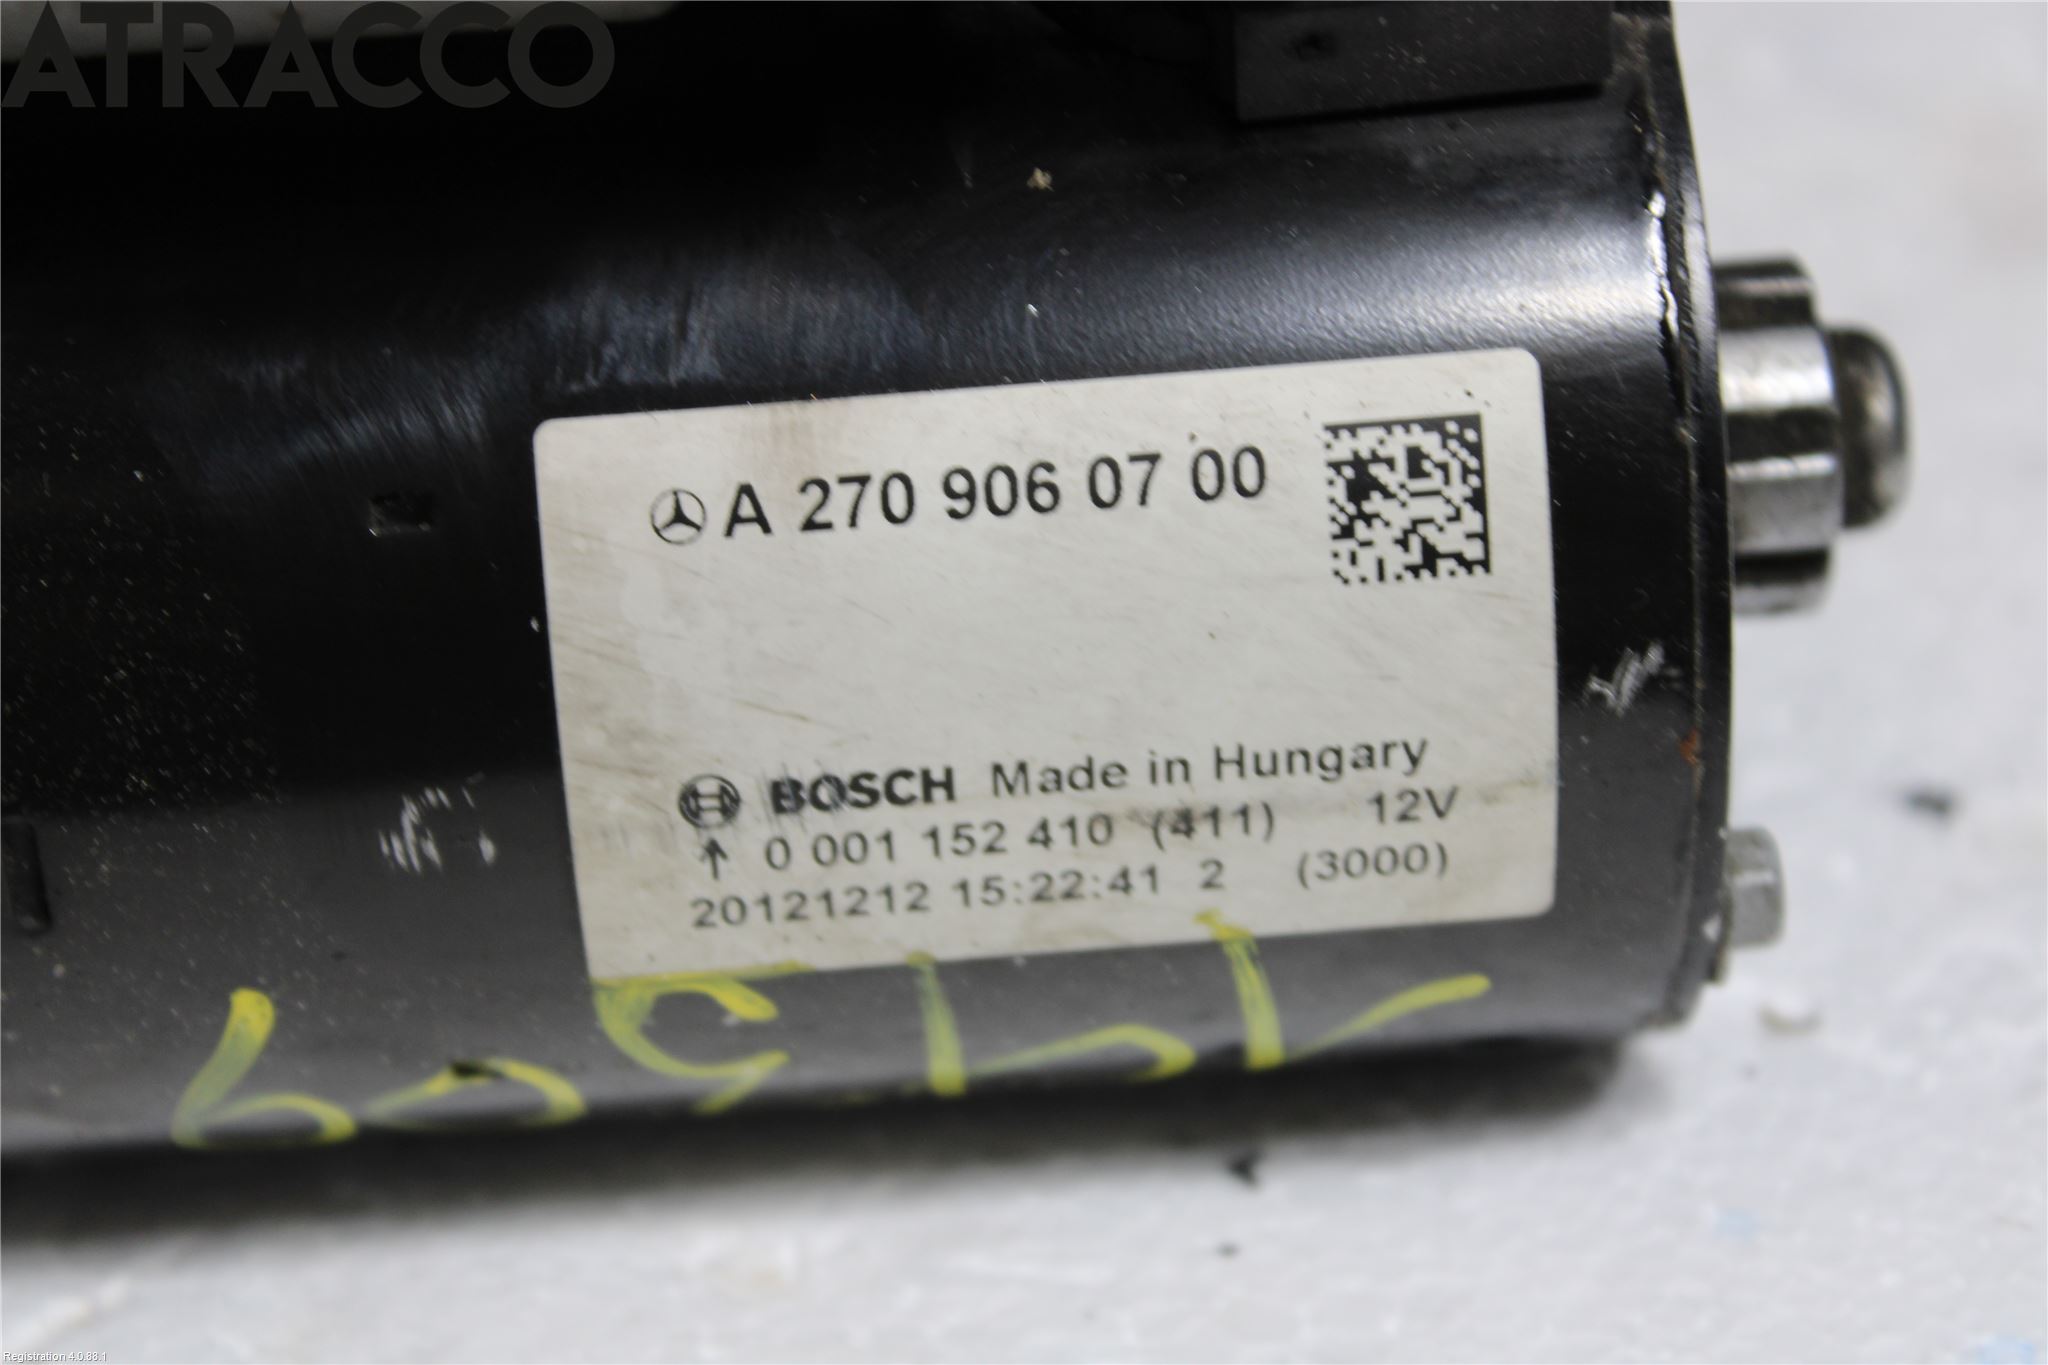 ATRACCO
A 270 906 07 00
BOSCH Made in Hungary
0 001 152 410 (411) 12V
20121212 15:22:41 2 (3000)
Registration 4.0.88.1